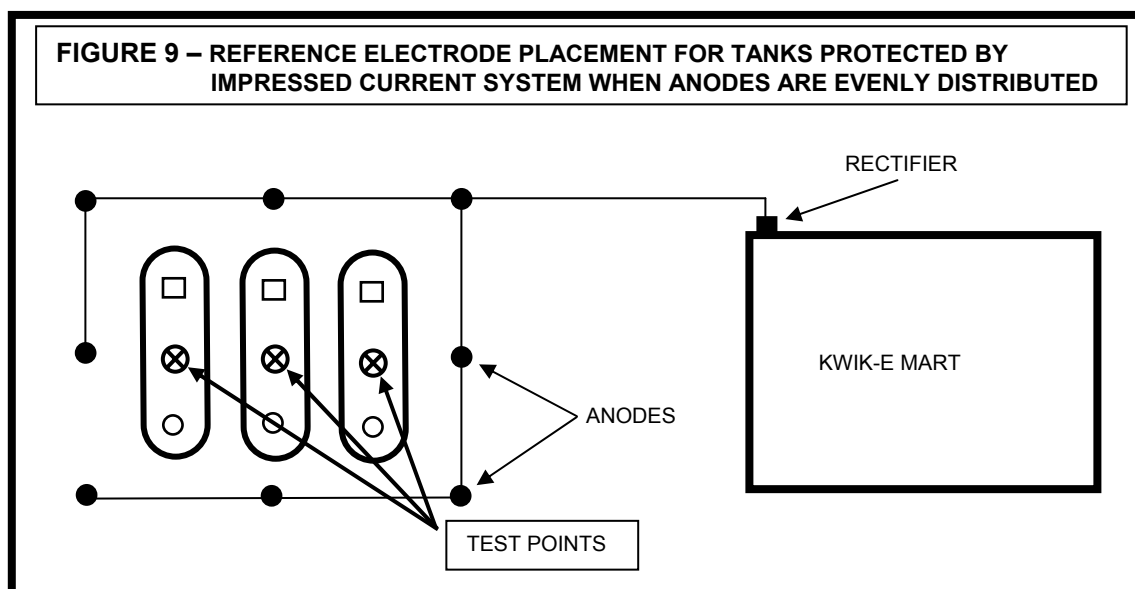 FIGURE 9 – REFERENCE ELECTRODE PLACEMENT FOR TANKS PROTECTED BY
IMPRESSED CURRENT SYSTEM WHEN ANODES ARE EVENLY DISTRIBUTED
RECTIFIER
KWIK-E MART
ANODES
TEST POINTS